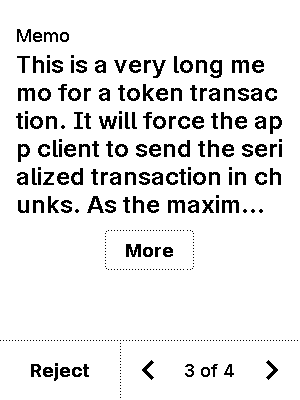 Memo
This is a very long me
mo for a token transac
tion. It will force the ap
p client to send the seri
alized transaction in ch
unks. As the maxim...
More
Reject
3 of 4